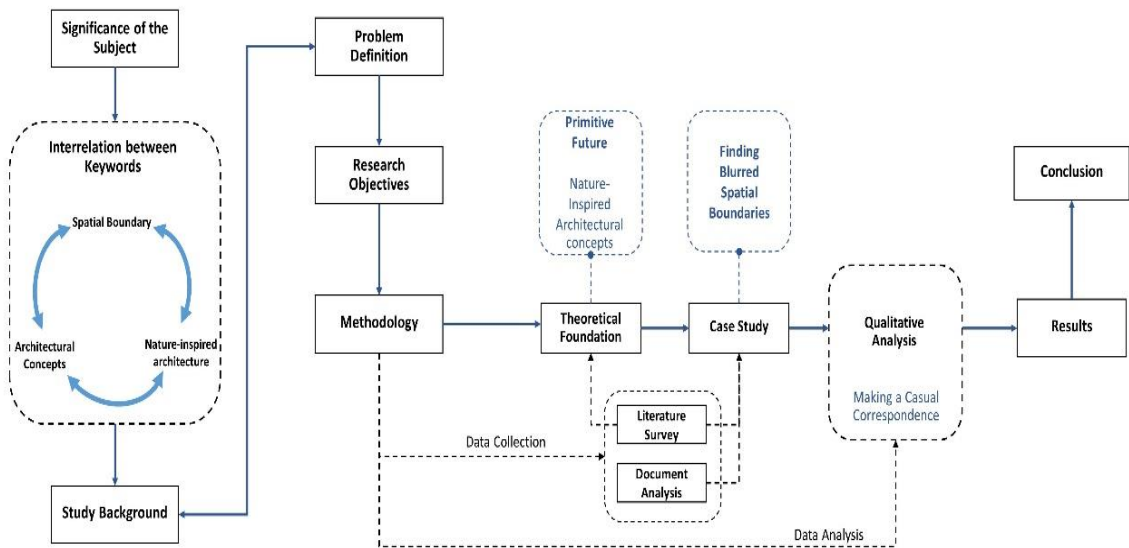 Significance of the
Subject
Interrelation between
Keywords
Spatial Boundary
Architectural
Concepts
Nature-inspired
architecture
Study Background
Problem
Definition
Research
Objectives
Methodology
Primitive
Future
Nature-
Inspired
Architectural
concepts
Finding
Blurred
Spatial
Boundaries
Theoretical
Foundation
Case Study
Literature
Survey
Document
Analysis
Data Collection
Data Analysis
Qualitative
Analysis
Making a Casual
Correspondence
Results
Conclusion